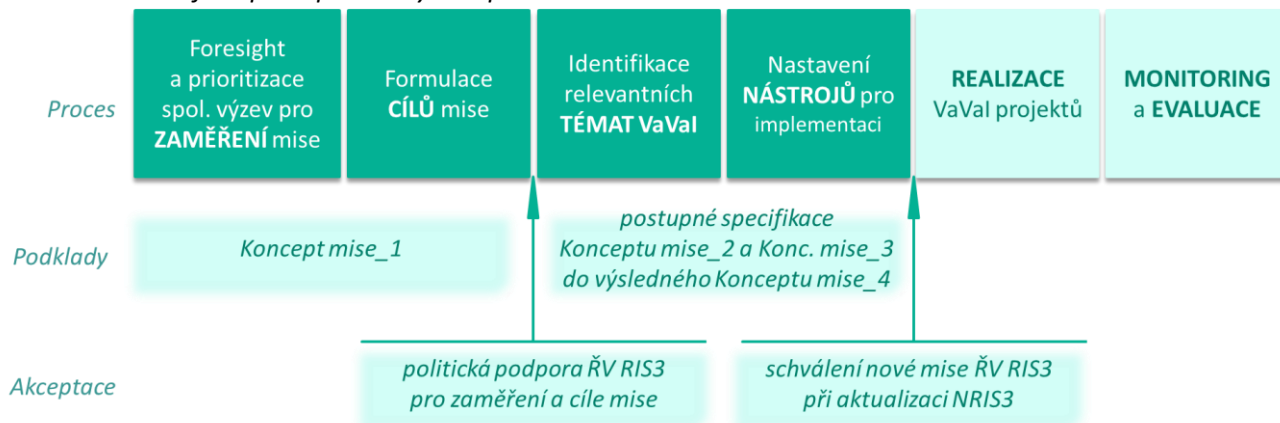 Proces
Foresight
a prioritizace
spol. výzev pro
ZAMĚŘENÍ mise
Formulace
CÍLŮ mise
Identifikace
relevantních
TÉMAT VaVaI
Nastavení
NÁSTROJŮ pro
implementaci
REALIZACE
VaVaI projektů
MONITORING
a EVALUACE
Podklady
Koncept mise_1
postupné specifikace
Konceptu mise_2 a Konc. mise_3
do výsledného Konceptu mise_4
Akceptace
politická podpora ŘV RIS3
pro zaměření a cíle mise
schválení nové mise ŘV RIS3
při aktualizaci NRIS3